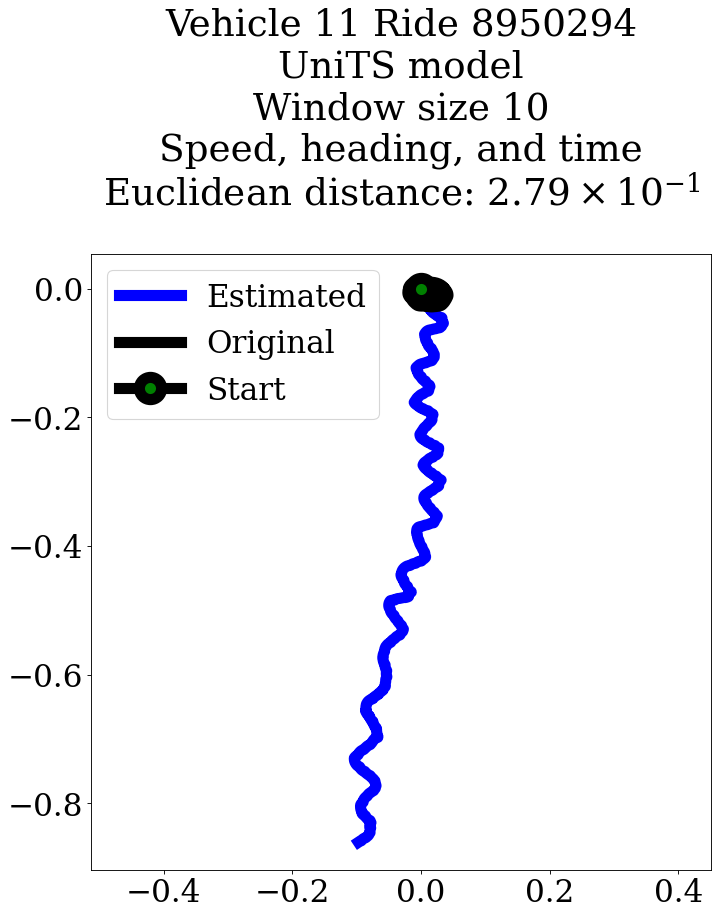 Vehicle 11 Ride 8950294
UniTS model
Window size 10
Speed, heading, and time
Euclidean distance: 2.79 × 10⁻¹
Estimated
Original
Start
0.0
−0.2
−0.4
−0.6
−0.8
−0.4 −0.2 0.0 0.2 0.4